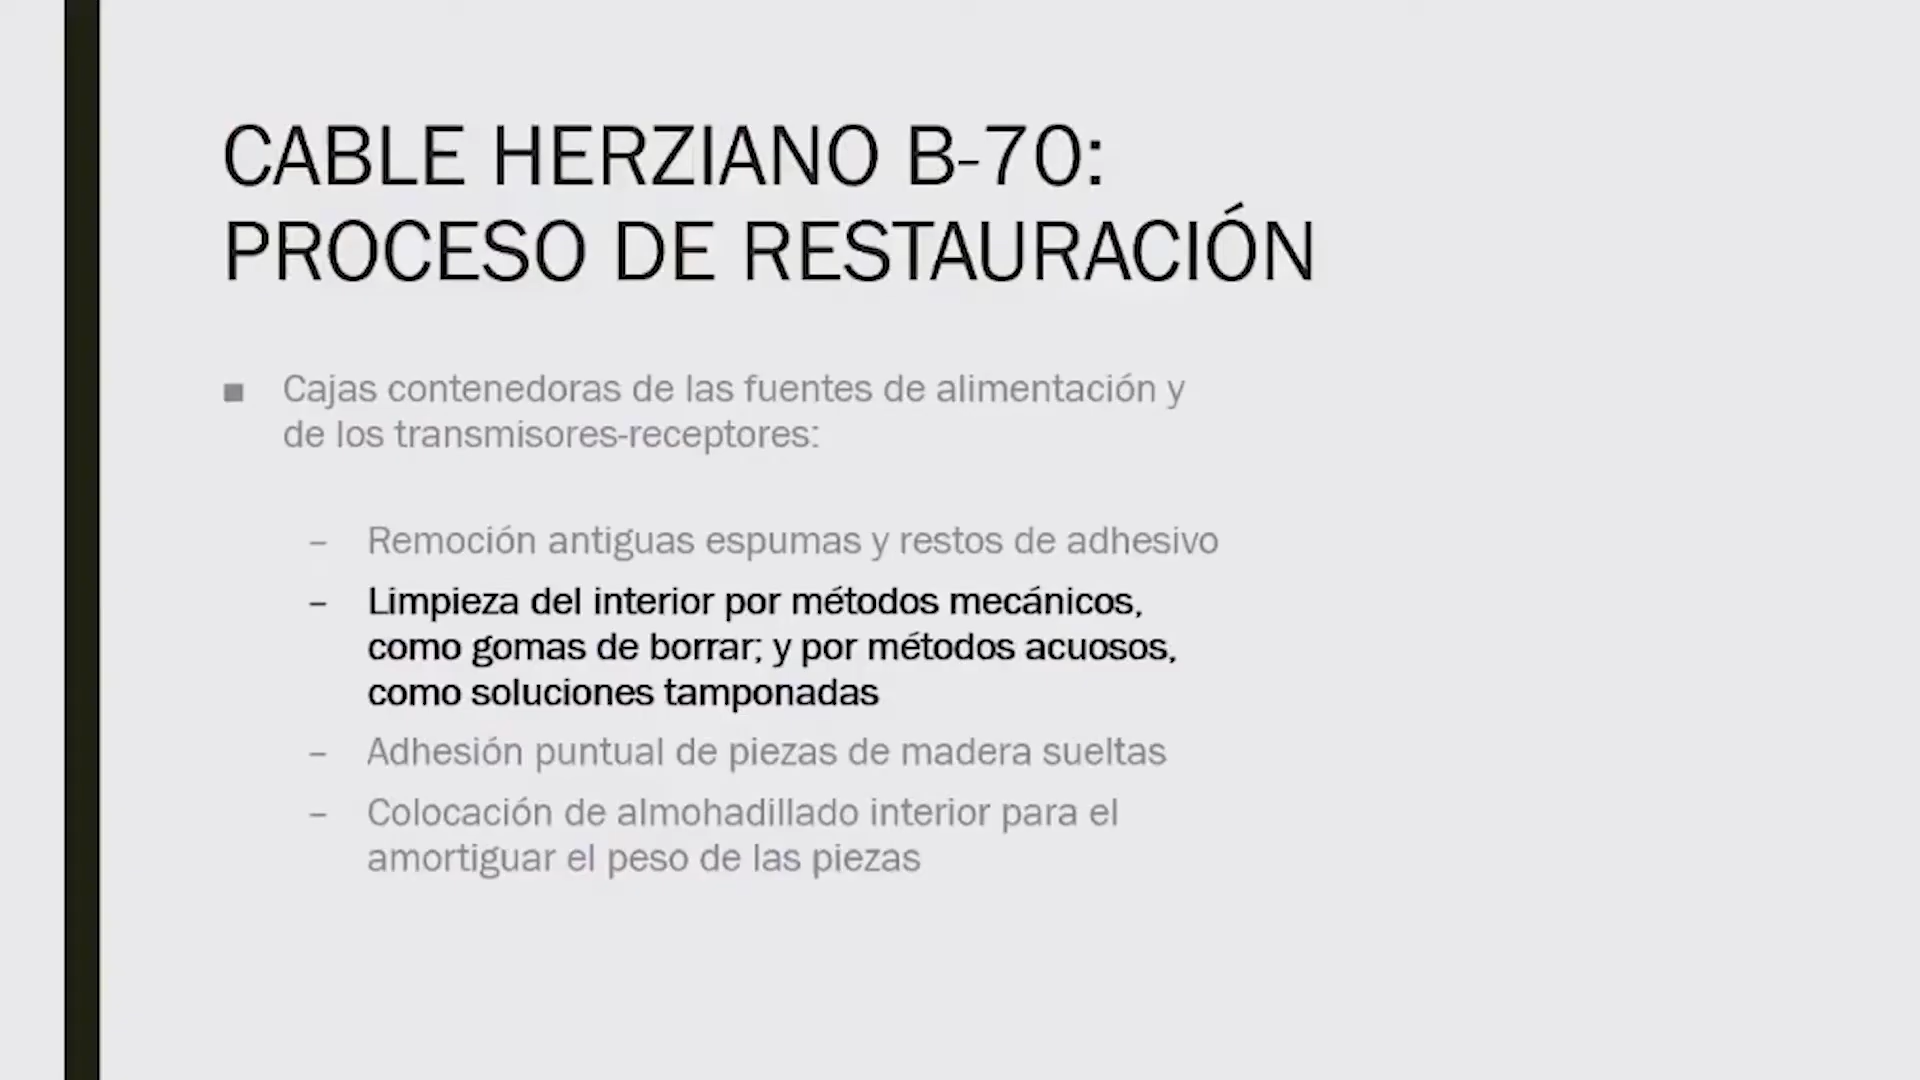 CABLE HERZIANO B-70:
PROCESO DE RESTAURACIÓN
■ Cajas contenedoras de las fuentes de alimentación y
de los transmisores-receptores:
– Remoción antiguas espumas y restos de adhesivo
– Limpieza del interior por métodos mecánicos,
como gomas de borrar; y por métodos acuosos,
como soluciones tamponadas
– Adhesión puntual de piezas de madera sueltas
– Colocación de almohadillado interior para el
amortiguar el peso de las piezas